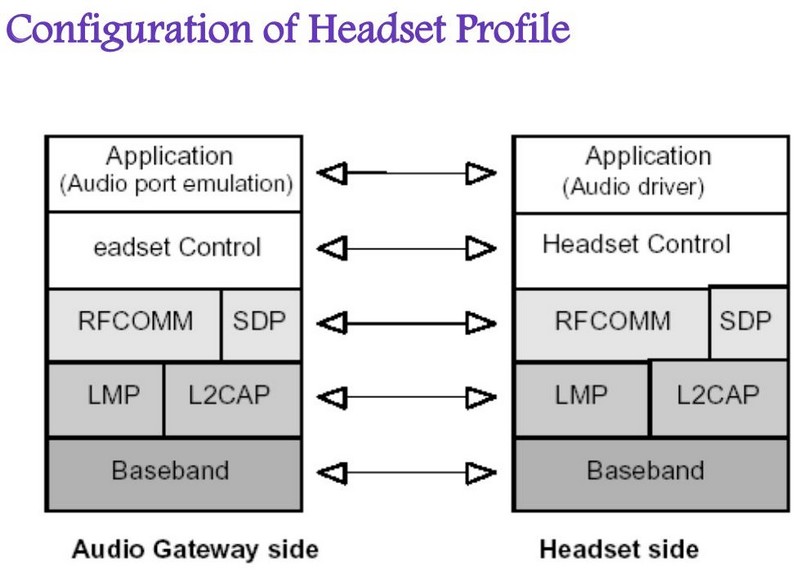 Configuration of Headset Profile
Application
(Audio port emulation)
eadset Control
RFCOMM
SDP
LMP
L2CAP
Baseband
Audio Gateway side
Application
(Audio driver)
Headset Control
RFCOMM
SDP
LMP
L2CAP
Baseband
Headset side